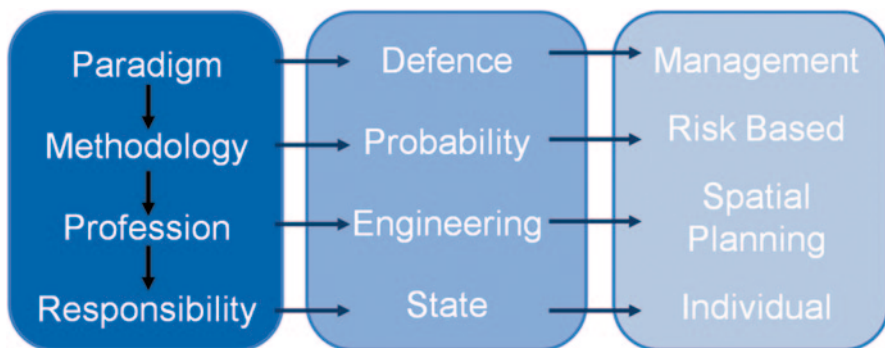 Paradigm
Defence
Management
Methodology
Probability
Risk Based
Profession
Engineering
Spatial
Planning
Responsibility
State
Individual